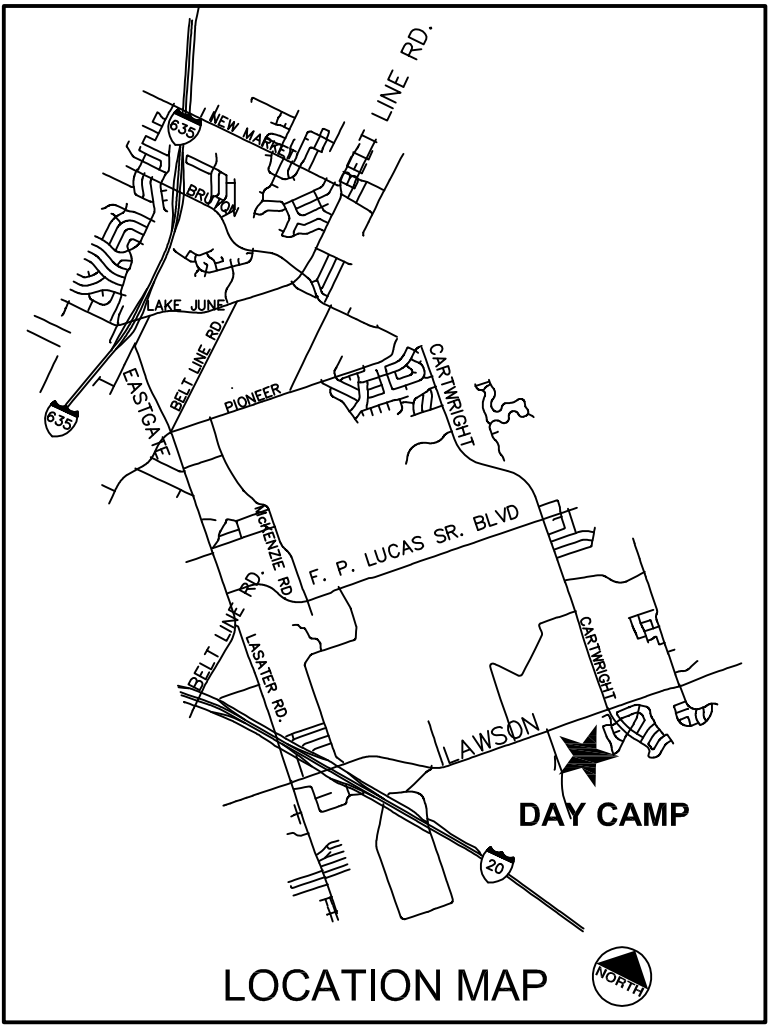 BELT LINE RD.
635
NEW MARKET
BRUTON
LAKE JUNE
BELT LINE RD.
EASTGATE
PIONEER
CARTWRIGHT
635
McKENZIE RD
F. P. LUCAS SR. BLVD
BELT LINE RD.
LASATER RD.
CARTWRIGHT
LAWSON
DAY CAMP
20
LOCATION MAP
NORTH